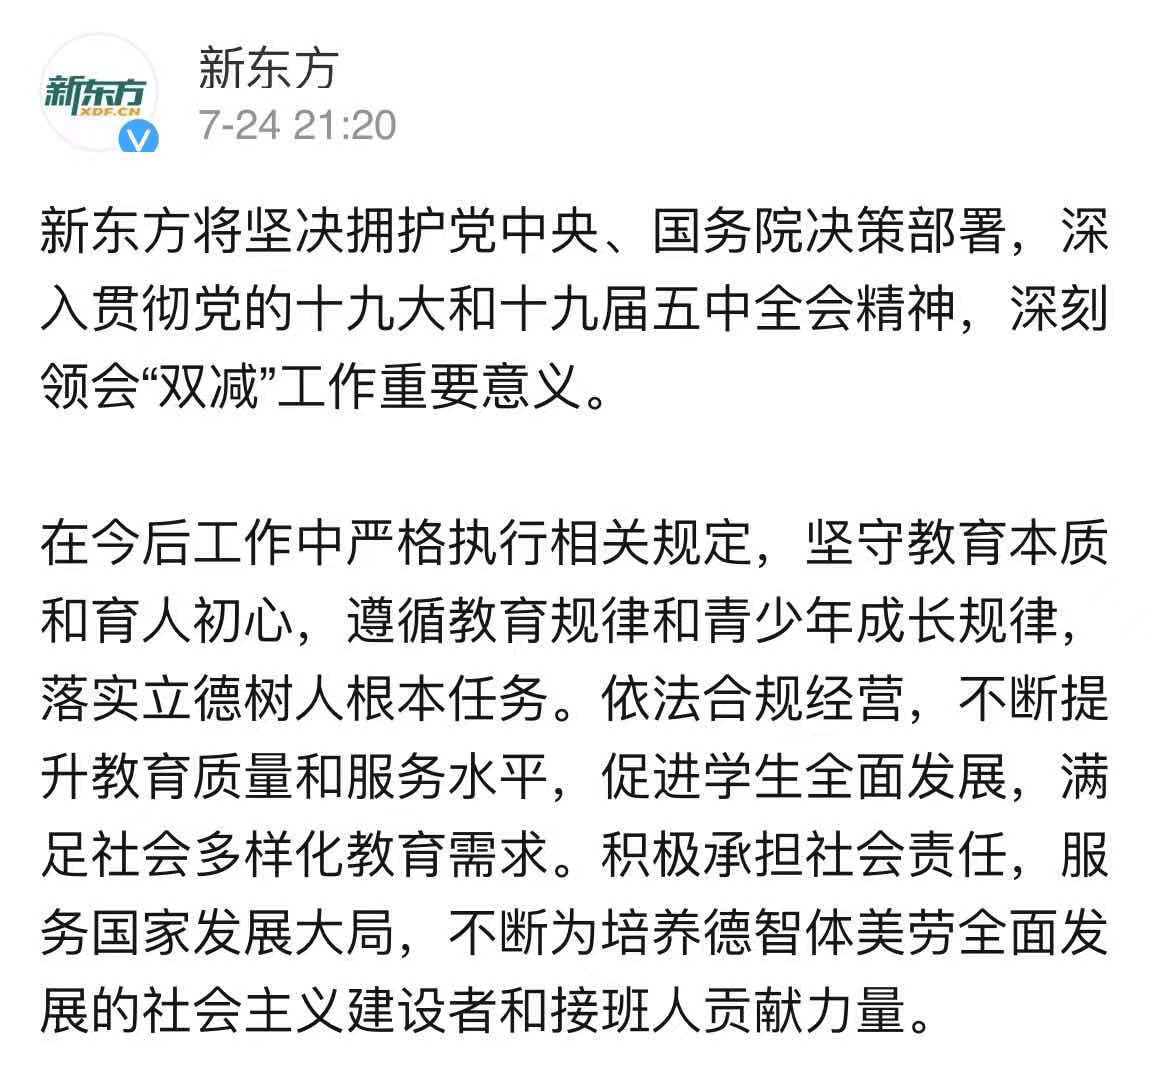 新东方
XDF.CN
新东方
7-24 21:20
新东方将坚决拥护党中央、国务院决策部署，深
入贯彻党的十九大和十九届五中全会精神，深刻
领会“双减”工作重要意义。
在今后工作中严格执行相关规定，坚守教育本质
和育人初心，遵循教育规律和青少年成长规律，
落实立德树人根本任务。依法合规经营，不断提
升教育质量和服务水平，促进学生全面发展，满
足社会多样化教育需求。积极承担社会责任，服
务国家发展大局，不断为培养德智体美劳全面发
展的社会主义建设者和接班人贡献力量。